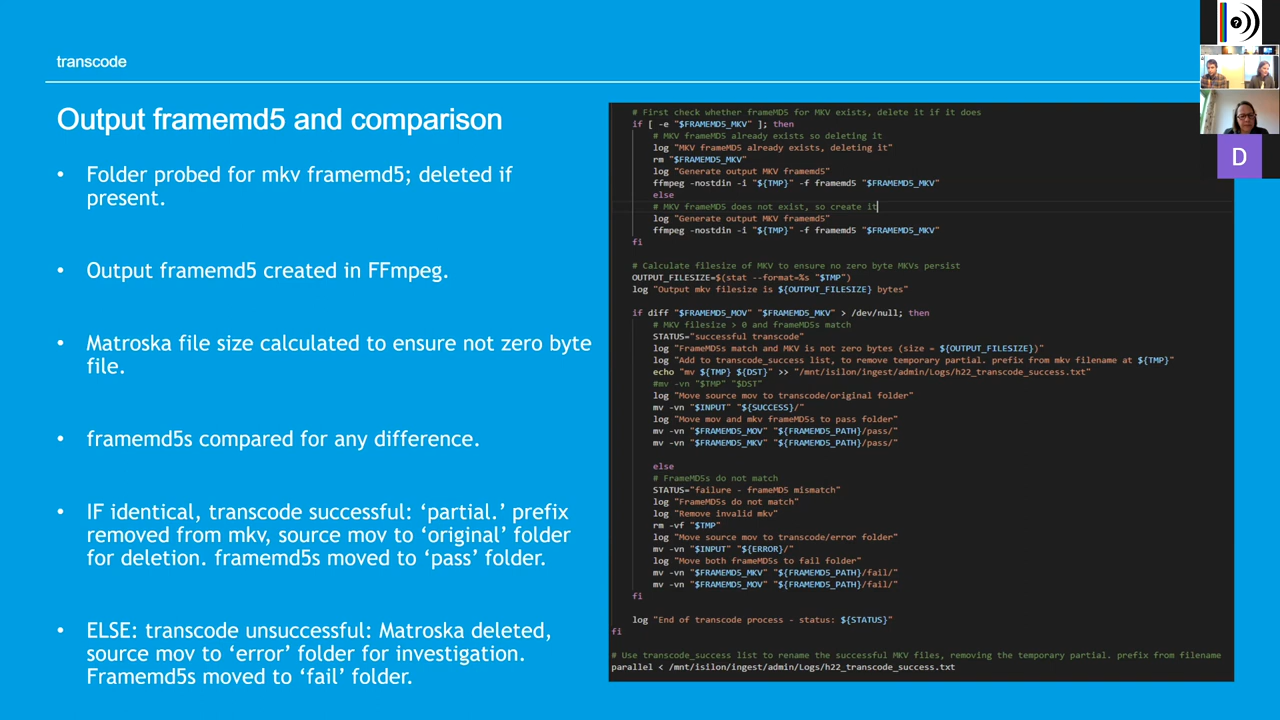 transcode
Output framemd5 and comparison
• Folder probed for mkv framemd5; deleted if
present.
• Output framemd5 created in FFmpeg.
• Matroska file size calculated to ensure not zero byte
file.
• framemd5s compared for any difference.
• IF identical, transcode successful: ‘partial.’ prefix
removed from mkv, source mov to ‘original’ folder
for deletion. framemd5s moved to ‘pass’ folder.
• ELSE: transcode unsuccessful: Matroska deleted,
source mov to ‘error’ folder for investigation.
Framemd5s moved to ‘fail’ folder.
# First check whether frameMD5 for MKV exists, delete it if it does
if [ -e "$FRAMEMD5_MKV" ]; then
# MKV frameMD5 already exists so deleting it
log "MKV frameMD5 already exists, deleting it"
rm "$FRAMEMD5_MKV"
log "Generate output MKV framemd5"
ffmpeg -nostdin -i "${TMP}" -f framemd5 "$FRAMEMD5_MKV"
else
# MKV frameMD5 does not exist, so create it
log "Generate output MKV framemd5"
ffmpeg -nostdin -i "${TMP}" -f framemd5 "$FRAMEMD5_MKV"
fi
# Calculate filesize of MKV to ensure no zero byte MKVs persist
OUTPUT_FILESIZE=$(stat --format=%s "$TMP")
log "Output mkv filesize is ${OUTPUT_FILESIZE} bytes"
if diff "$FRAMEMD5_MOV" "$FRAMEMD5_MKV" > /dev/null; then
# MKV filesize > 0 and frameMD5s match
STATUS="successful transcode"
log "FrameMD5s match and MKV is not zero bytes (size = ${OUTPUT_FILESIZE})"
log "Add to transcode_success list, to remove temporary partial. prefix from mkv filename at ${TMP}"
echo "mv ${TMP} ${DST}" >> "/mnt/isilon/ingest/admin/Logs/h22_transcode_success.txt"
#mv -vn "$TMP" "$DST"
log "Move source mov to transcode/original folder"
mv -vn "$INPUT" "${SUCCESS}/"
log "Move mov and mkv frameMD5s to pass folder"
mv -vn "$FRAMEMD5_MOV" "${FRAMEMD5_PATH}/pass/"
mv -vn "$FRAMEMD5_MKV" "${FRAMEMD5_PATH}/pass/"
else
# FrameMD5s do not match
STATUS="failure - frameMD5 mismatch"
log "FrameMD5s do not match"
log "Remove invalid mkv"
rm -vf "$TMP"
log "Move source mov to transcode/error folder"
mv -vn "$INPUT" "${ERROR}/"
log "Move both frameMD5s to fail folder"
mv -vn "$FRAMEMD5_MKV" "${FRAMEMD5_PATH}/fail/"
mv -vn "$FRAMEMD5_MOV" "${FRAMEMD5_PATH}/fail/"
fi
log "End of transcode process - status: ${STATUS}"
fi
# Use transcode_success list to rename the successful MKV files, removing the temporary partial. prefix from filename
parallel < /mnt/isilon/ingest/admin/Logs/h22_transcode_success.txt
?
D